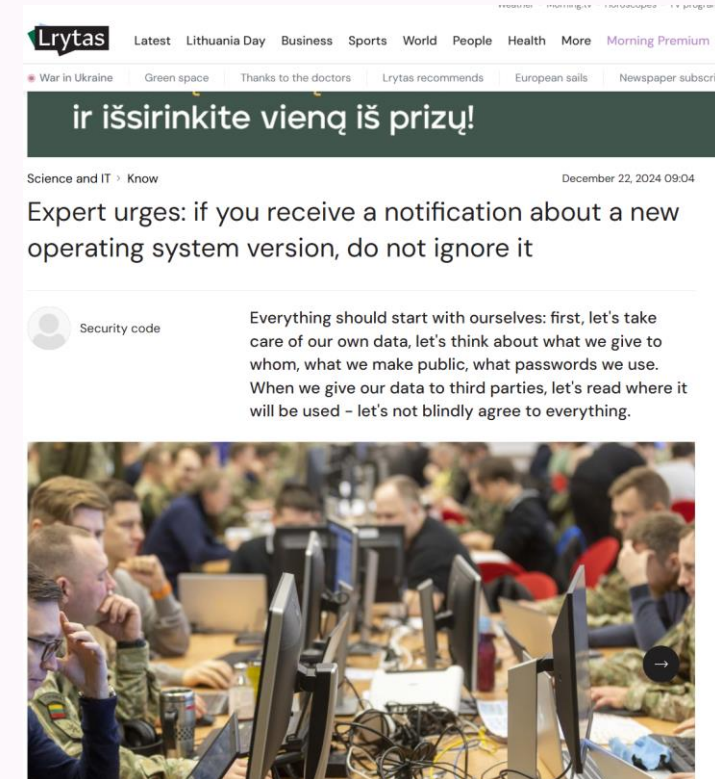 Lrytas
Latest Lithuania Day Business Sports World People Health More Morning Premium
War in Ukraine Green space Thanks to the doctors Lrytas recommends European sails Newspaper
ir išsirinkite vieną iš prizų!
Science and IT > Know December 22, 2024 09:04
Expert urges: if you receive a notification about a new
operating system version, do not ignore it
Security code
Everything should start with ourselves: first, let's take
care of our own data, let's think about what we give to
whom, what we make public, what passwords we use.
When we give our data to third parties, let's read where it
will be used – let's not blindly agree to everything.